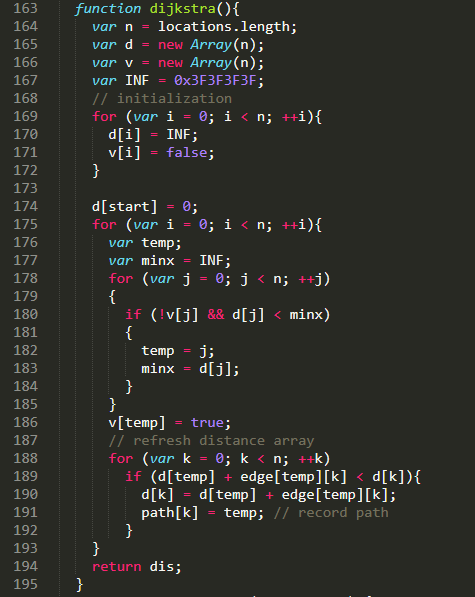 163 function dijkstra(){
164 var n = locations.length;
165 var d = new Array(n);
166 var v = new Array(n);
167 var INF = 0x3F3F3F3F;
168 // initialization
169 for (var i = 0; i < n; ++i){
170 d[i] = INF;
171 v[i] = false;
172 }
173
174 d[start] = 0;
175 for (var i = 0; i < n; ++i){
176 var temp;
177 var minx = INF;
178 for (var j = 0; j < n; ++j)
179 {
180 if (!v[j] && d[j] < minx)
181 {
182 temp = j;
183 minx = d[j];
184 }
185 }
186 v[temp] = true;
187 // refresh distance array
188 for (var k = 0; k < n; ++k)
189 if (d[temp] + edge[temp][k] < d[k]){
190 d[k] = d[temp] + edge[temp][k];
191 path[k] = temp; // record path
192 }
193 }
194 return dis;
195 }